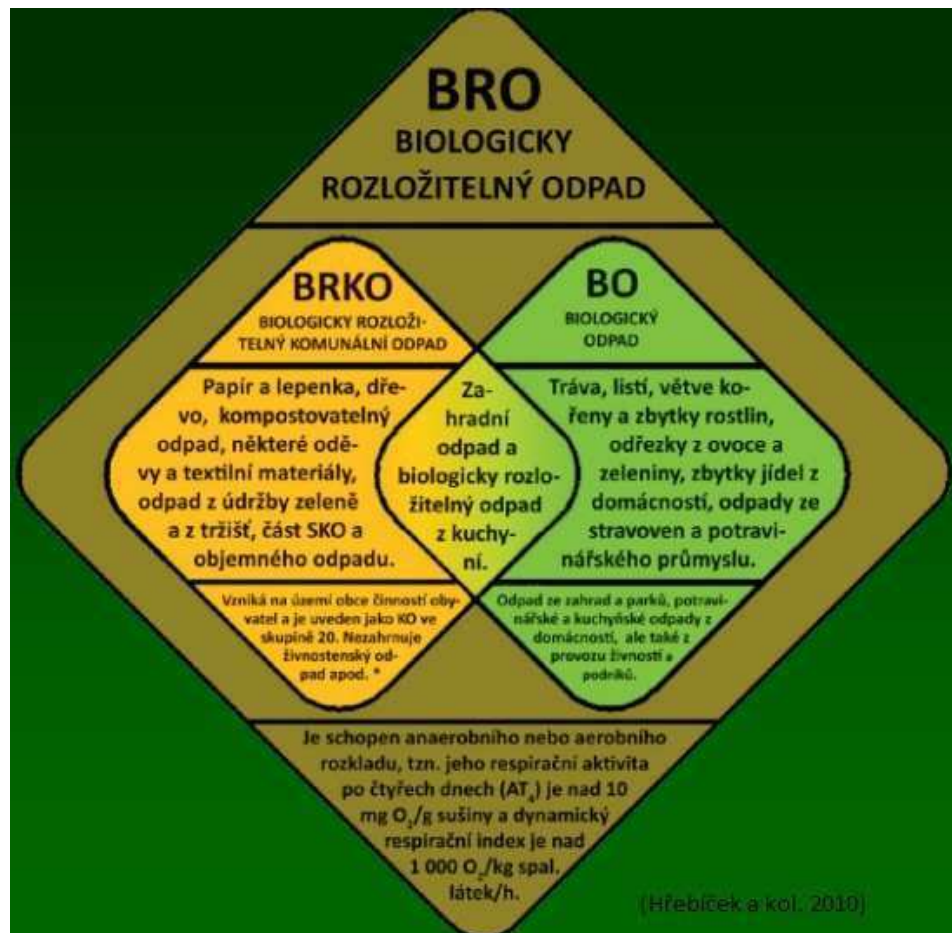 BRO
BIOLOGICKY
ROZLOŽITELNÝ ODPAD
BRKO
BIOLOGICKY ROZLOŽI-
TELNÝ KOMUNÁLNÍ ODPAD
BO
BIOLOGICKÝ
ODPAD
Papír a lepenka, dře-
vo, kompostovatelný
odpad, některé odě-
vy a textilní materiály,
odpad z údržby zeleně
a z tržišť, část SKO a
objemného odpadu.
Za-
hradní
odpad a
biologicky rozlo-
žitelný odpad
z kuchy-
ní.
Tráva, listí, větve ko-
řeny a zbytky rostlin,
odřezky z ovoce a
zeleniny, zbytky jídel z
domácností, odpady ze
stravoven a potravi-
nářského průmyslu.
Vzniká na území obce činností oby-
vatel a je uveden jako KO ve
skupině 20. Nezahrnuje
živnostenský od-
pad apod. *
Odpad ze zahrad a parků, potravi-
nářské a kuchyňské odpady z
domácností, ale také z
provozu živností a
podniků.
Je schopen anaerobního nebo aerobního
rozkladu, tzn. jeho respirační aktivita
po čtyřech dnech (AT₄) je nad 10
mg O₂/g sušiny a dynamický
respirační index je nad
1 000 O₂/kg spal.
látek/h.
(Hřebíček a kol. 2010)